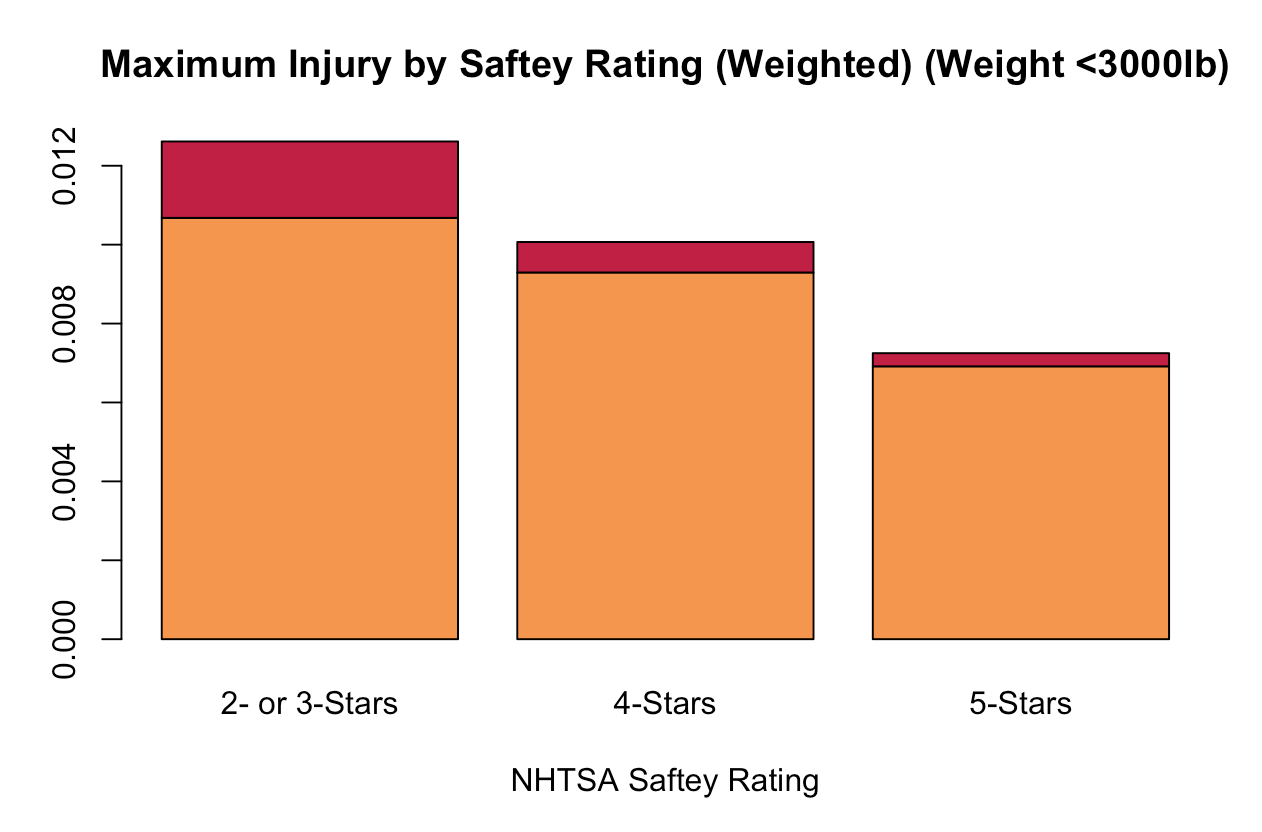 Maximum Injury by Saftey Rating (Weighted) (Weight <3000lb)
0.012
0.008
0.004
0.000
2- or 3-Stars
4-Stars
5-Stars
NHTSA Saftey Rating